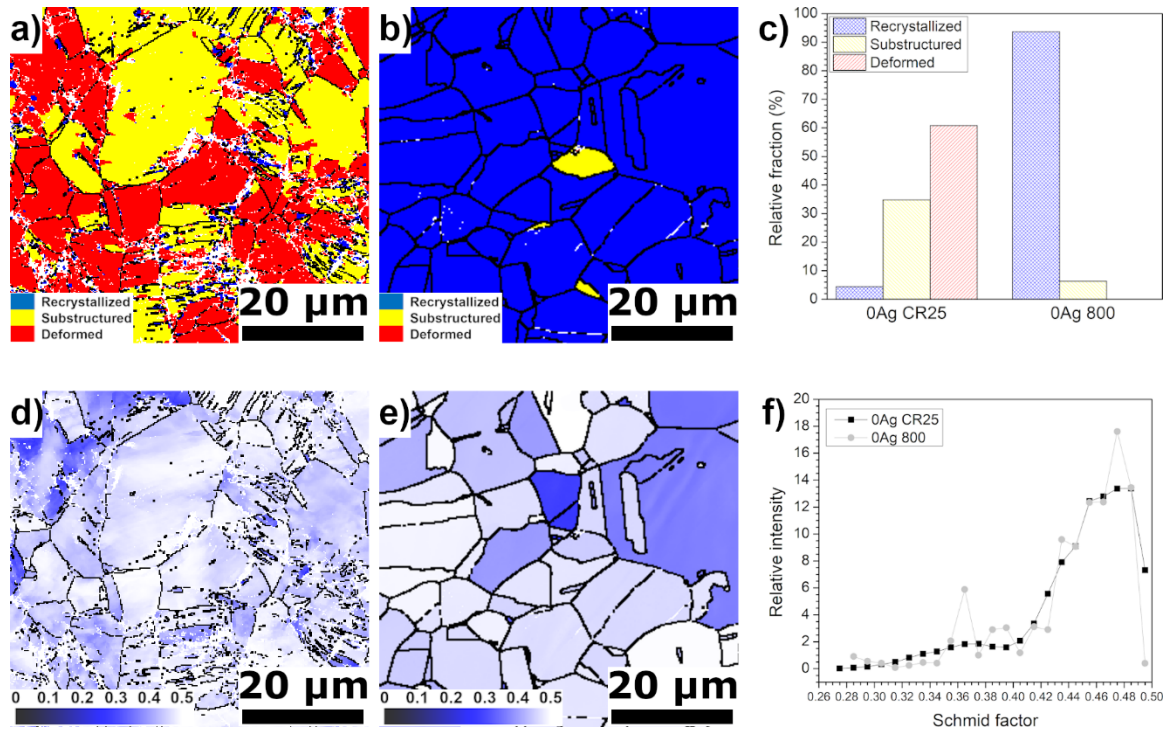 a)
Recrystallized
Substructured
Deformed
20 µm
b)
Recrystallized
Substructured
Deformed
20 µm
c)
Recrystallized
Substructured
Deformed
100
90
80
70
60
50
40
30
20
10
0
Relative fraction (%)
0Ag CR25 0Ag 800
d)
0 0.1 0.2 0.3 0.4 0.5
20 µm
e)
0 0.1 0.2 0.3 0.4 0.5
20 µm
f)
0Ag CR25
0Ag 800
20
18
16
14
12
10
8
6
4
2
0
Relative intensity
0.26 0.28 0.30 0.32 0.34 0.36 0.38 0.40 0.42 0.44 0.46 0.48 0.50
Schmid factor